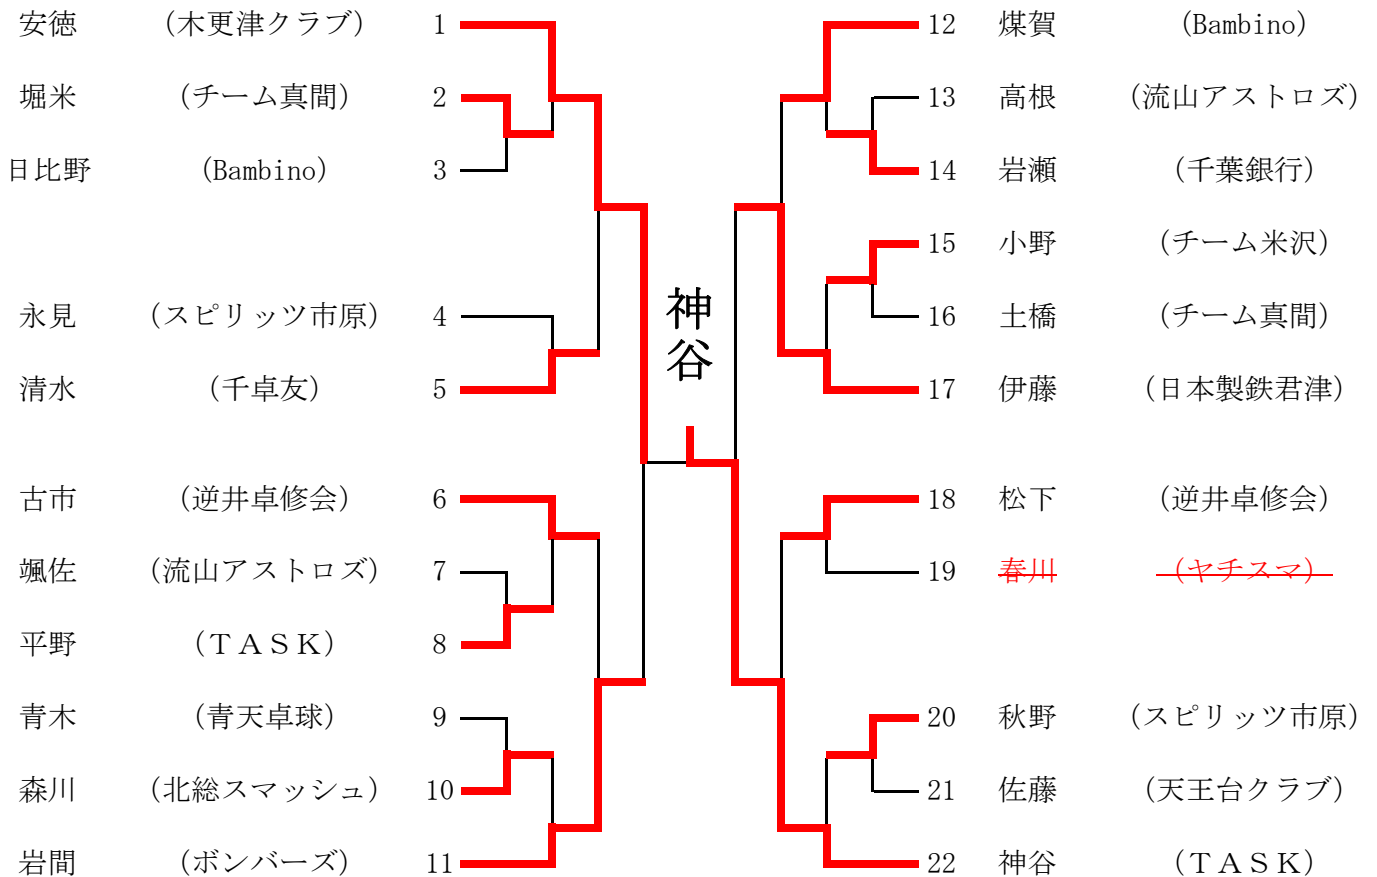 安徳 (木更津クラブ) 1
堀米 (チーム真間) 2
日比野 (Bambino) 3
永見 (スピリッツ市原) 4
清水 (千卓友) 5
古市 (逆井卓修会) 6
颯佐 (流山アストロズ) 7
平野 (ＴＡＳＫ) 8
青木 (青天卓球) 9
森川 (北総スマッシュ) 10
岩間 (ボンバーズ) 11
神谷
12 煤賀 (Bambino)
13 高根 (流山アストロズ)
14 岩瀬 (千葉銀行)
15 小野 (チーム米沢)
16 土橋 (チーム真間)
17 伊藤 (日本製鉄君津)
18 松下 (逆井卓修会)
19 春川 (ヤチスマ)
20 秋野 (スピリッツ市原)
21 佐藤 (天王台クラブ)
22 神谷 (ＴＡＳＫ)